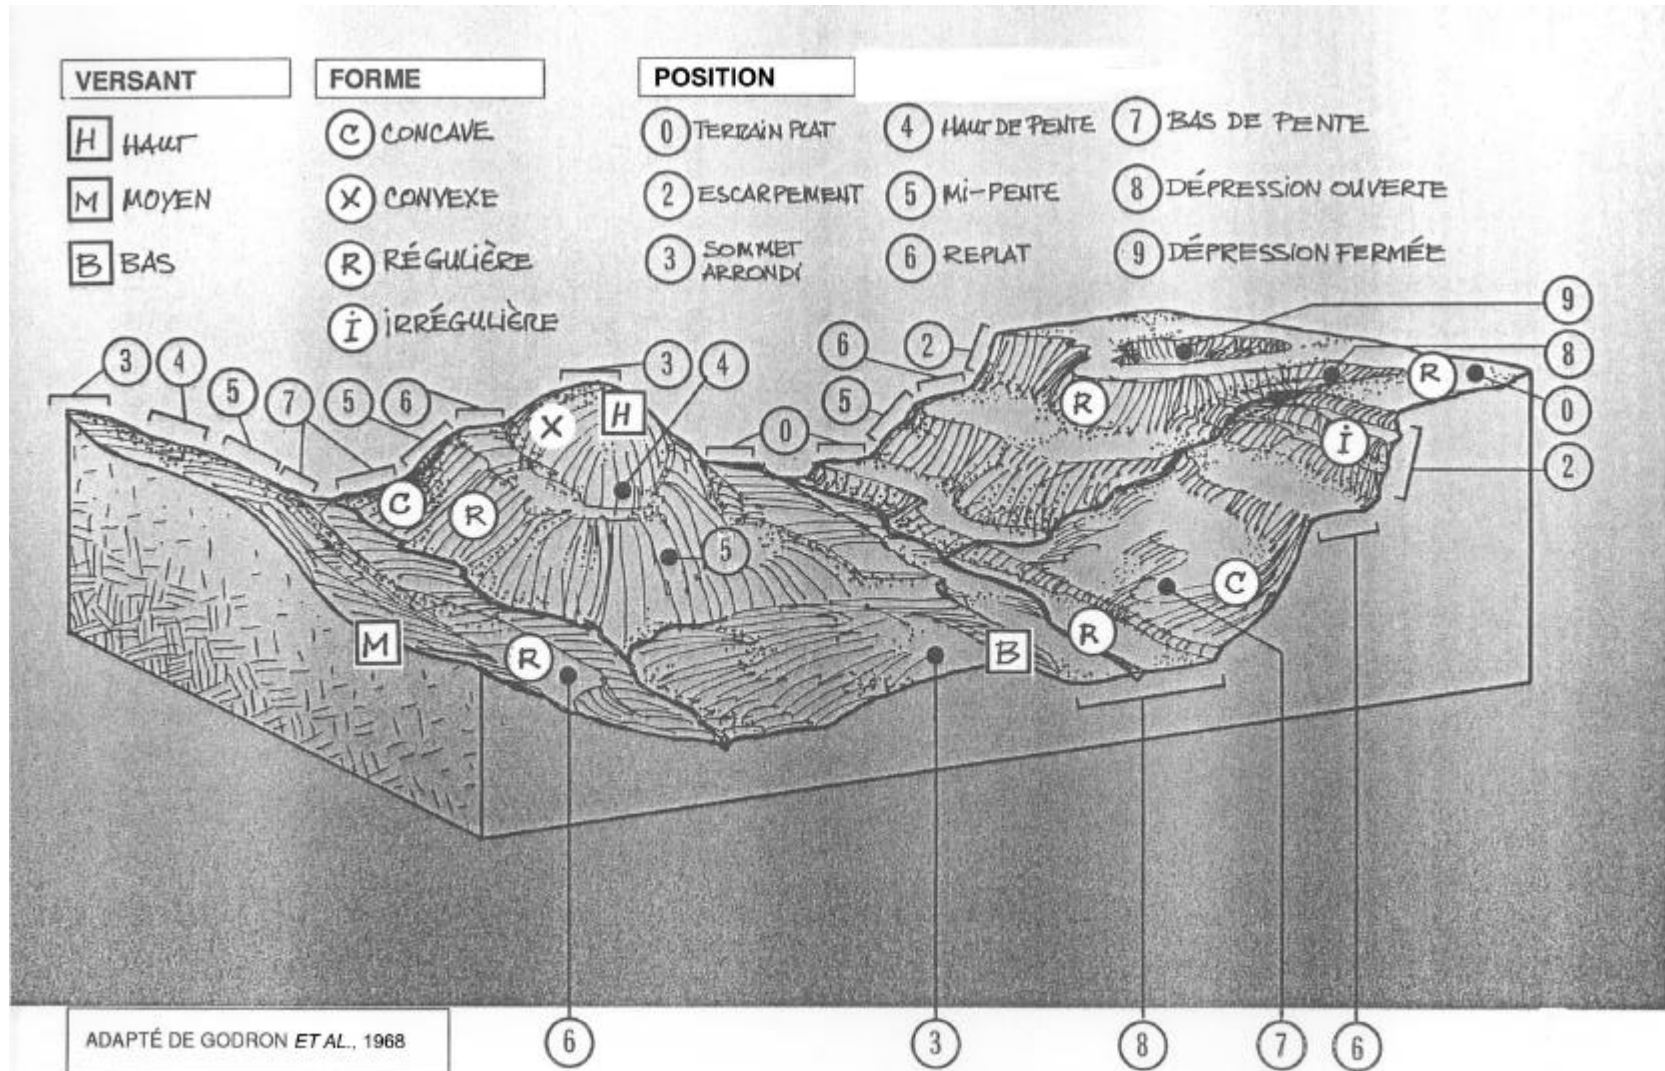 VERSANT
H HAUT
M MOYEN
B BAS
FORME
C CONCAVE
X CONVEXE
R RÉGULIÈRE
İ İRRÉGULIÈRE
POSITION
0 TERRAIN PLAT
2 ESCARPEMENT
3 SOMMET
ARRONDI
4 HAUT DE PENTE
5 Mi-PENTE
6 REPLAT
7 BAS DE PENTE
8 DÉPRESSION OUVERTE
9 DÉPRESSION FERMÉE
3 4 5 7 5 6
3 4
6 2
5
0
9
8
0
2
X H
R R
İ
C R
5
C
M R
B R
6 3 8 7 6
ADAPTÉ DE GODRON ET AL., 1968